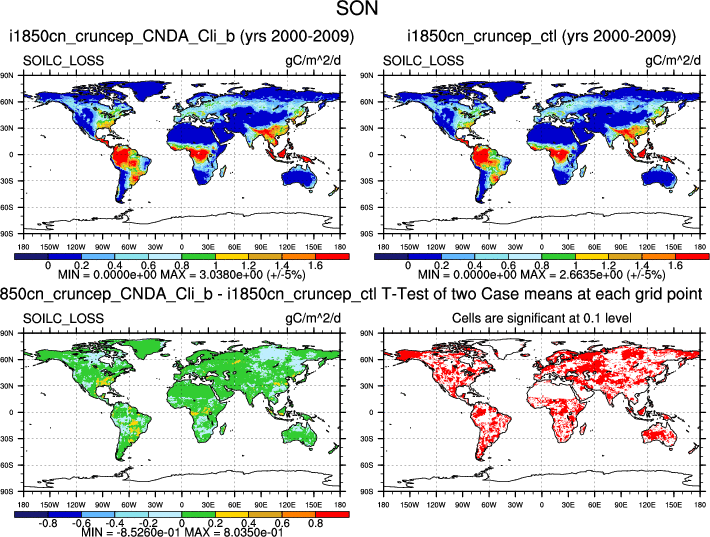 SON
i1850cn_cruncep_CNDA_Cli_b (yrs 2000-2009)
i1850cn_cruncep_ctl (yrs 2000-2009)
SOILC_LOSS gC/m^2/d
SOILC_LOSS gC/m^2/d
90N
60N
30N
0
30S
60S
90S
180 150W 120W 90W 60W 30W 0 30E 60E 90E 120E 150E 180
0 0.2 0.4 0.6 0.8 1 1.2 1.4 1.6
MIN = 0.0000e+00 MAX = 3.0380e+00 (+/-5%)
90N
60N
30N
0
30S
60S
90S
180 150W 120W 90W 60W 30W 0 30E 60E 90E 120E 150E 180
0 0.2 0.4 0.6 0.8 1 1.2 1.4 1.6
MIN = 0.0000e+00 MAX = 2.6635e+00 (+/-5%)
850cn_cruncep_CNDA_Cli_b - i1850cn_cruncep_ctl
T-Test of two Case means at each grid point
SOILC_LOSS gC/m^2/d
Cells are significant at 0.1 level
90N
60N
30N
0
30S
60S
90S
180 150W 120W 90W 60W 30W 0 30E 60E 90E 120E 150E 180
-0.8 -0.6 -0.4 -0.2 0 0.2 0.4 0.6 0.8
MIN = -8.5260e-01 MAX = 8.0350e-01
90N
60N
30N
0
30S
60S
90S
180 150W 120W 90W 60W 30W 0 30E 60E 90E 120E 150E 180